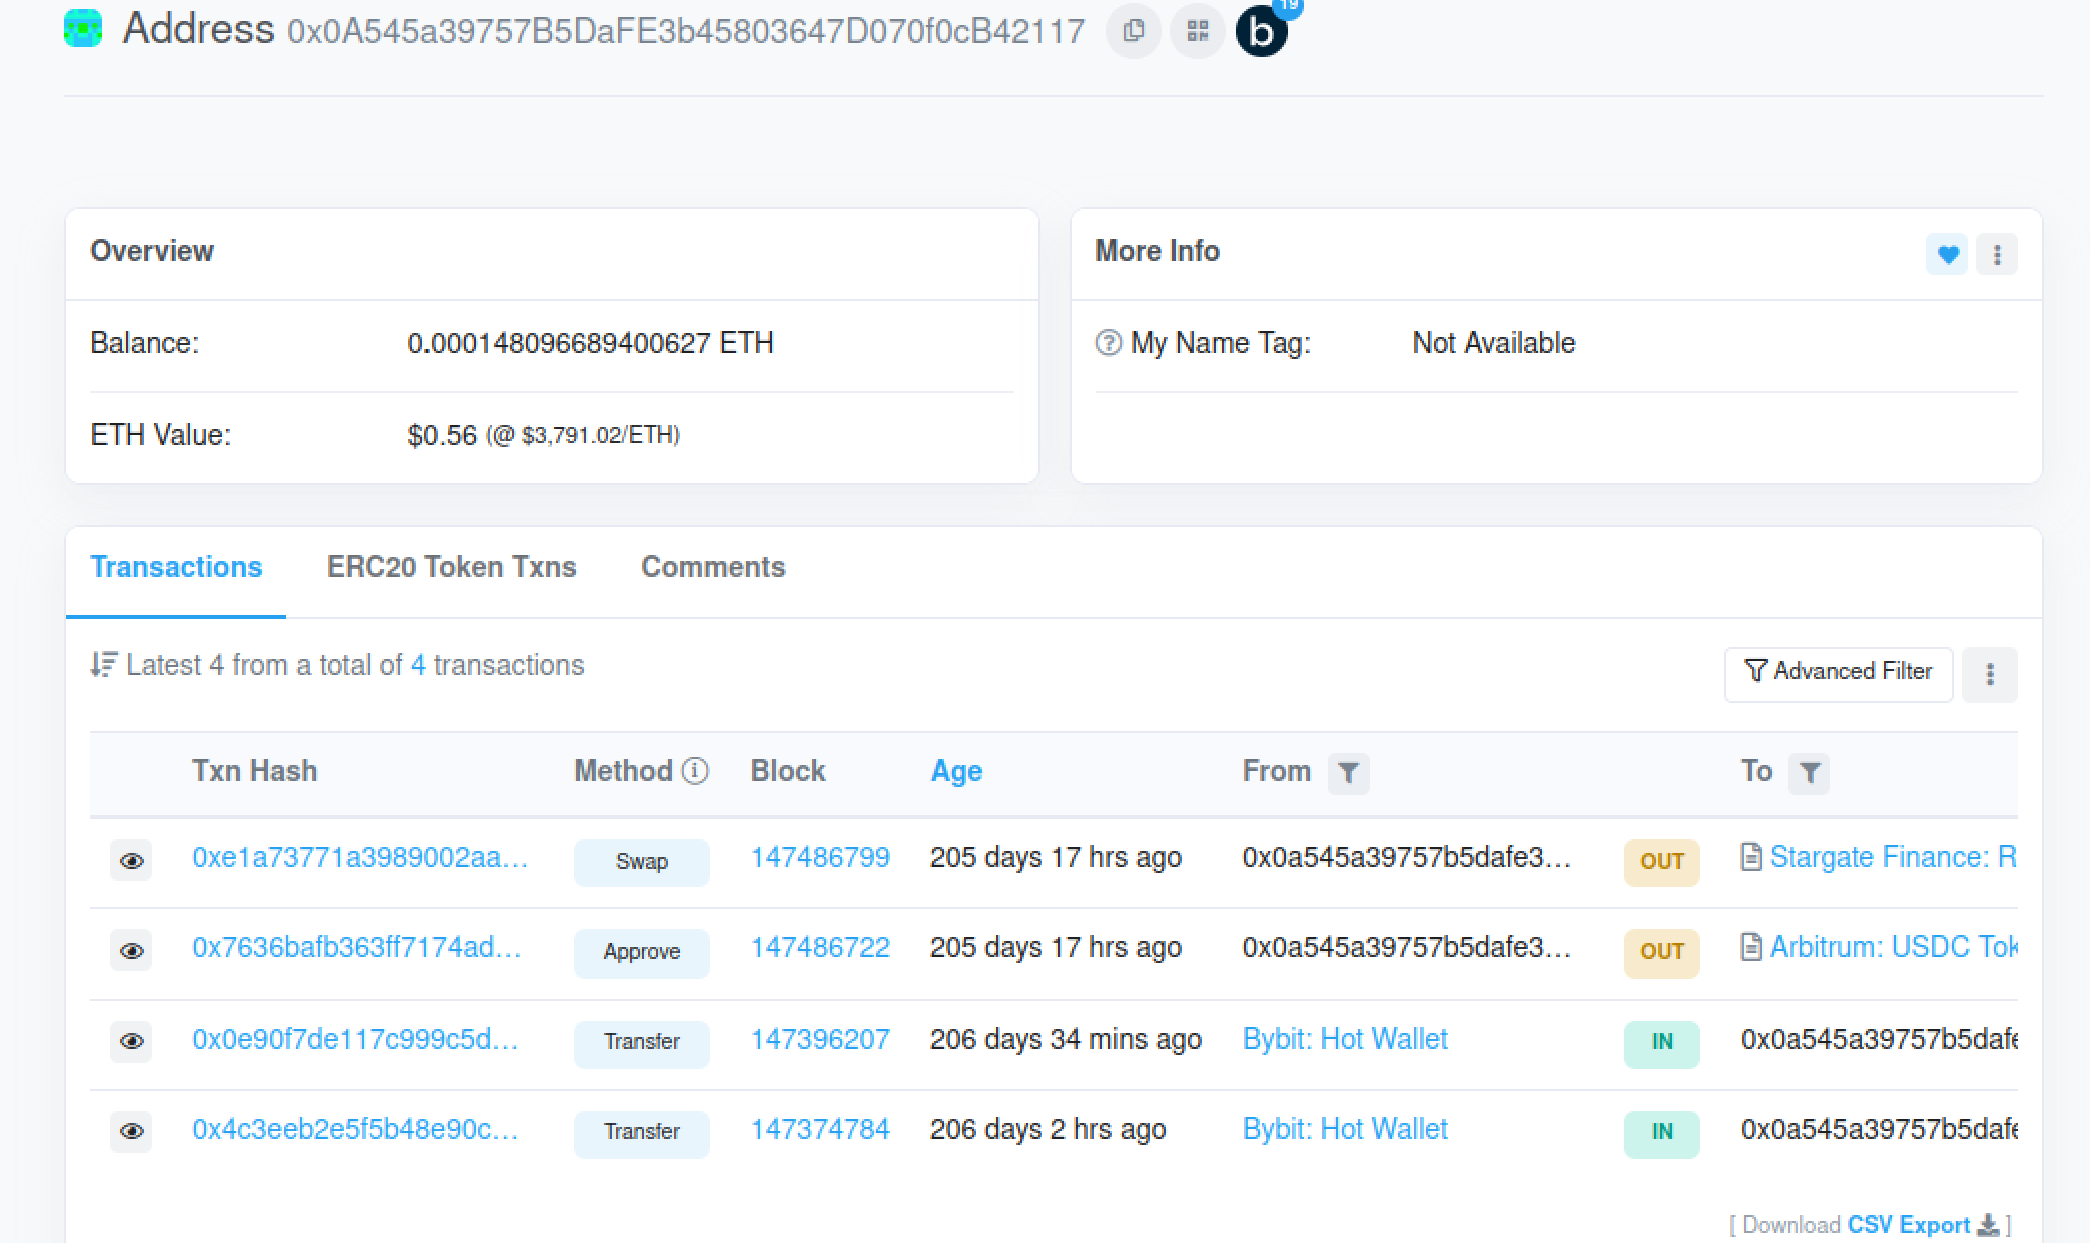 Address 0x0A545a39757B5DaFE3b45803647D070f0cB42117 b 19
Overview
Balance: 0.000148096689400627 ETH
ETH Value: $0.56 (@ $3,791.02/ETH)
More Info
My Name Tag: Not Available
Transactions ERC20 Token Txns Comments
Latest 4 from a total of 4 transactions
Advanced Filter
Txn Hash Method Block Age From To
0xe1a73771a3989002aa... Swap 147486799 205 days 17 hrs ago 0x0a545a39757b5dafe3... OUT Stargate Finance: R
0x7636bafb363ff7174ad... Approve 147486722 205 days 17 hrs ago 0x0a545a39757b5dafe3... OUT Arbitrum: USDC Tok
0x0e90f7de117c999c5d... Transfer 147396207 206 days 34 mins ago Bybit: Hot Wallet IN 0x0a545a39757b5dafe
0x4c3eeb2e5f5b48e90c... Transfer 147374784 206 days 2 hrs ago Bybit: Hot Wallet IN 0x0a545a39757b5dafe
[ Download CSV Export ]